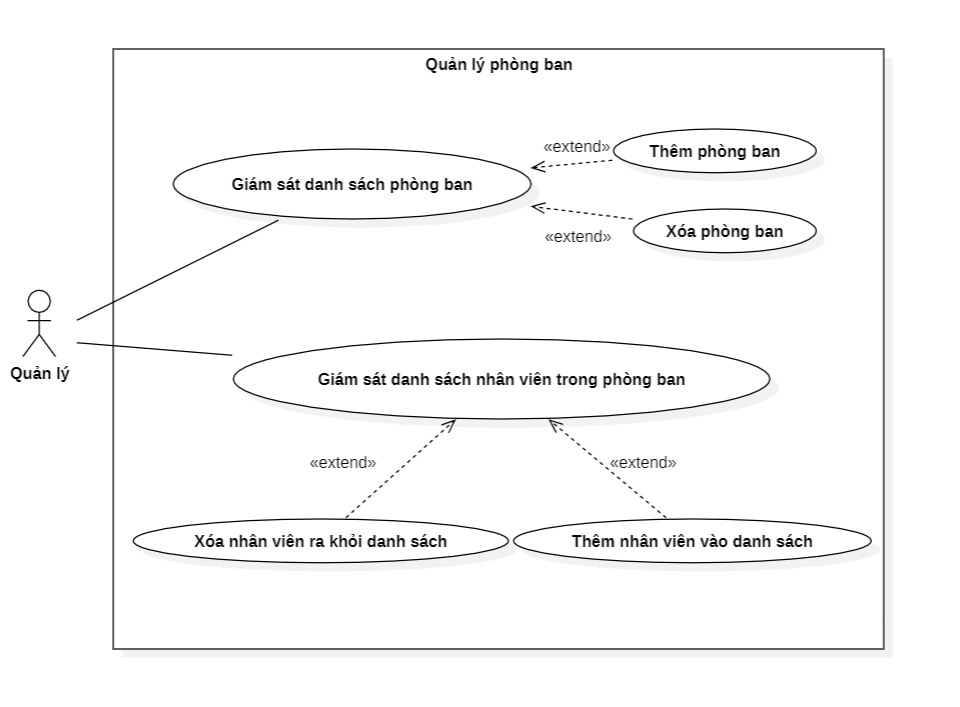 Quản lý phòng ban
«extend»
Thêm phòng ban
Giám sát danh sách phòng ban
Xóa phòng ban
«extend»
Quản lý
Giám sát danh sách nhân viên trong phòng ban
«extend»
«extend»
Xóa nhân viên ra khỏi danh sách
Thêm nhân viên vào danh sách